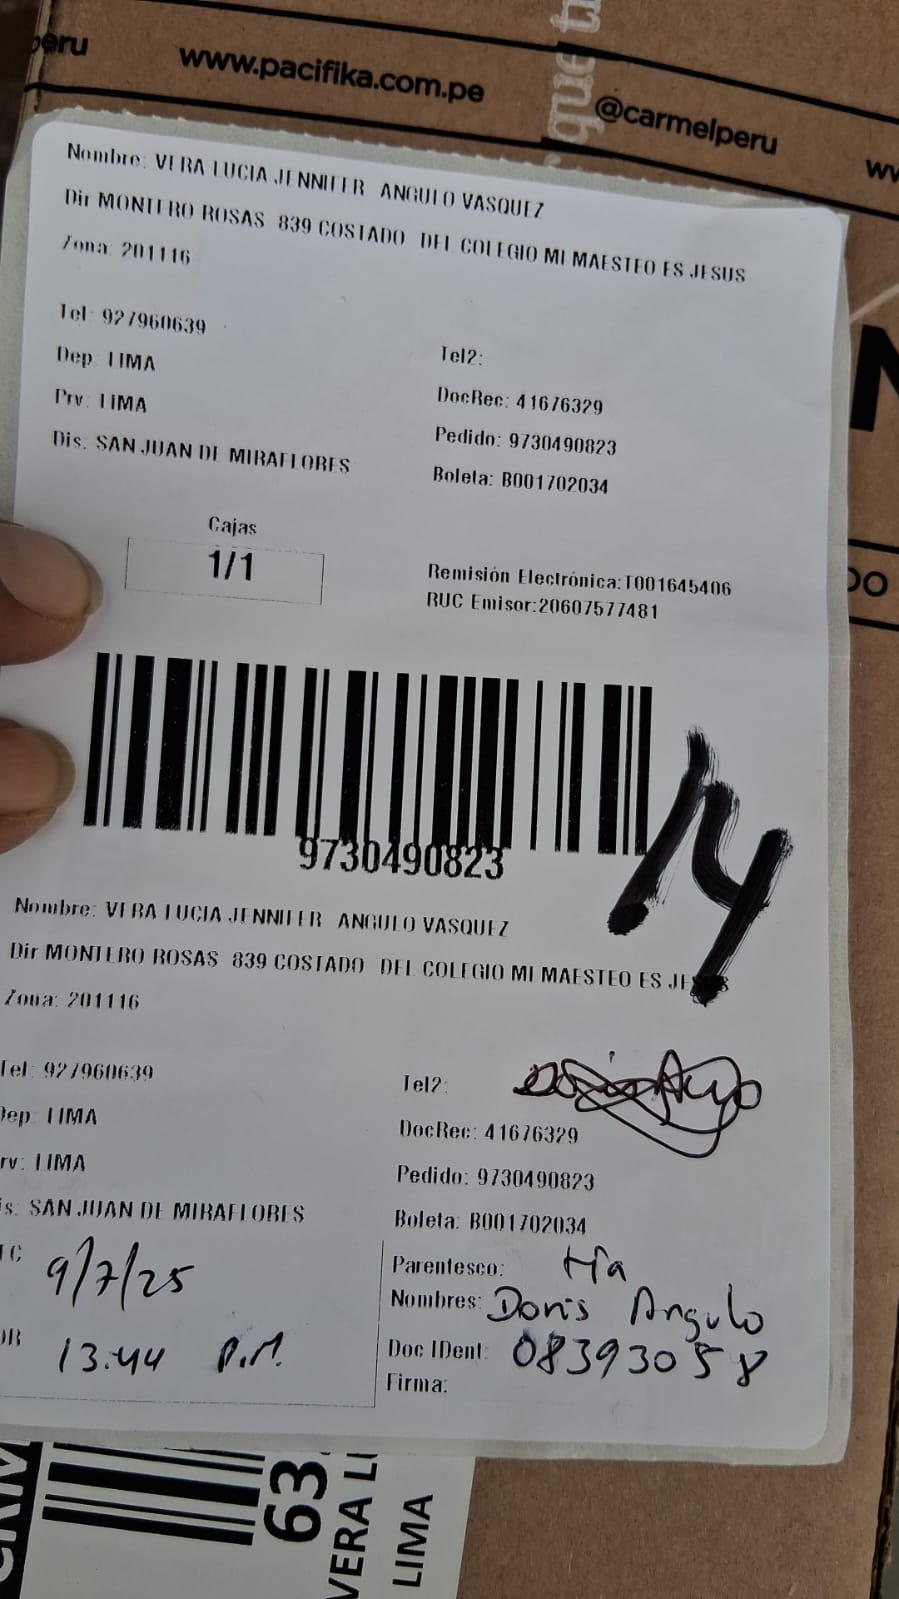 peru
www.pacifika.com.pe
@carmelperu
Nombre: VERA LUCIA JENNIFER ANGULO VASQUEZ
Dir MONTERO ROSAS 839 COSTADO DEL COLEGIO MI MAESTEO ES JESUS
Zona: 201116
Tel: 927960639
Tel2:
Dep: LIMA
DocRec: 41676329
Prv: LIMA
Pedido: 9730490823
Dis: SAN JUAN DE MIRAFLORES
Boleta: B001702034
Cajas
1/1
Remisión Electrónica:T001645406
RUC Emisor:20607577481
9730490823
Nombre: VERA LUCIA JENNIFER ANGULO VASQUEZ
Dir MONTERO ROSAS 839 COSTADO DEL COLEGIO MI MAESTEO ES JESUS
Zona: 201116
Tel: 927960639
Tel2:
Dep: LIMA
DocRec: 41676329
rv: LIMA
Pedido: 9730490823
is: SAN JUAN DE MIRAFLORES
Boleta: B001702034
9/7/25
Parentesco: tía
Nombres: Doris Angulo
13:44 P.M.
Doc IDent: 08393058
Firma:
63
VERA LU
LIMA